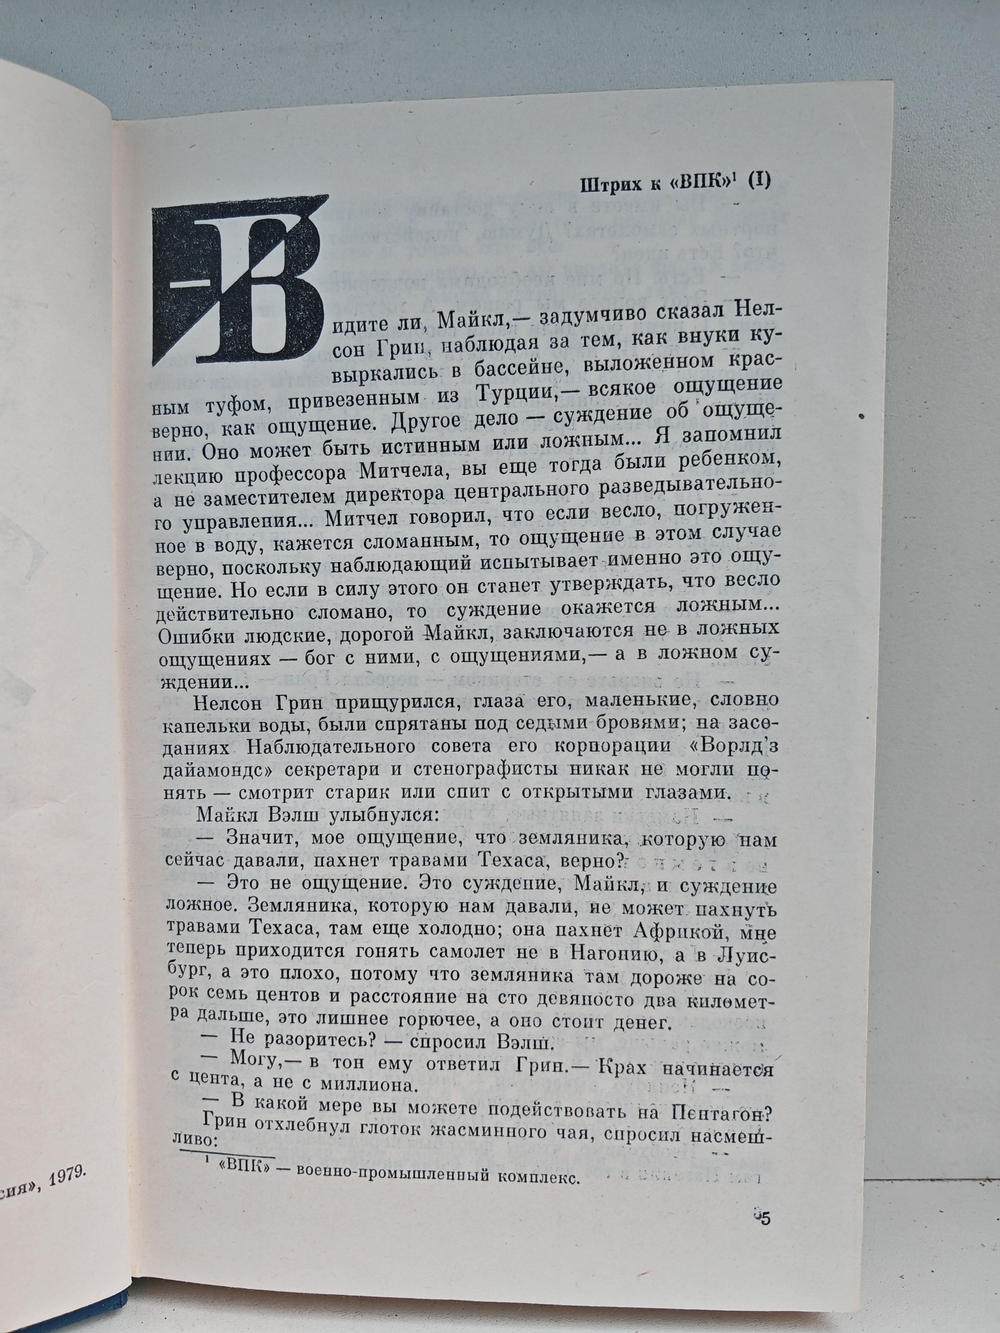 Штрих к «ВПК»¹ (I)
— Видите ли, Майкл,— задумчиво сказал Нел-
сон Грин, наблюдая за тем, как внуки ку-
выркались в бассейне, выложенном крас-
ным туфом, привезенным из Турции,— всякое ощущение
верно, как ощущение. Другое дело — суждение об ощуще-
нии. Оно может быть истинным или ложным... Я запомнил
лекцию профессора Митчела, вы еще тогда были ребенком,
а не заместителем директора центрального разведывательно-
го управления... Митчел говорил, что если весло, погружен-
ное в воду, кажется сломанным, то ощущение в этом случае
верно, поскольку наблюдающий испытывает именно это ощу-
щение. Но если в силу этого он станет утверждать, что весло
действительно сломано, то суждение окажется ложным...
Ошибки людские, дорогой Майкл, заключаются не в ложных
ощущениях — бог с ними, с ощущениями,— а в ложном су-
ждении...
Нелсон Грин прищурился, глаза его, маленькие, словно
капельки воды, были спрятаны под седыми бровями; на засе-
даниях Наблюдательного совета его корпорации «Ворлд’з
дайамондс» секретари и стенографисты никак не могли по-
нять — смотрит старик или спит с открытыми глазами.
Майкл Вэлш улыбнулся:
— Значит, мое ощущение, что земляника, которую нам
сейчас давали, пахнет травами Техаса, верно?
— Это не ощущение. Это суждение, Майкл, и суждение
ложное. Земляника, которую нам давали, не может пахнуть
травами Техаса, там еще холодно; она пахнет Африкой, мне
теперь приходится гонять самолет не в Нагонию, а в Луис-
бург, а это плохо, потому что земляника там дороже на со-
рок семь центов и расстояние на сто девяносто два километ-
ра дальше, это лишнее горючее, а оно стоит денег.
— Не разоритесь? — спросил Вэлш.
— Могу,— в тон ему ответил Грин.— Крах начинается
с цента, а не с миллиона.
— В какой мере вы можете подействовать на Пентагон?
Грин отхлебнул глоток жасминного чая, спросил насмеш-
ливо:
¹ «ВПК» — военно-промышленный комплекс.
5
сия», 1979.